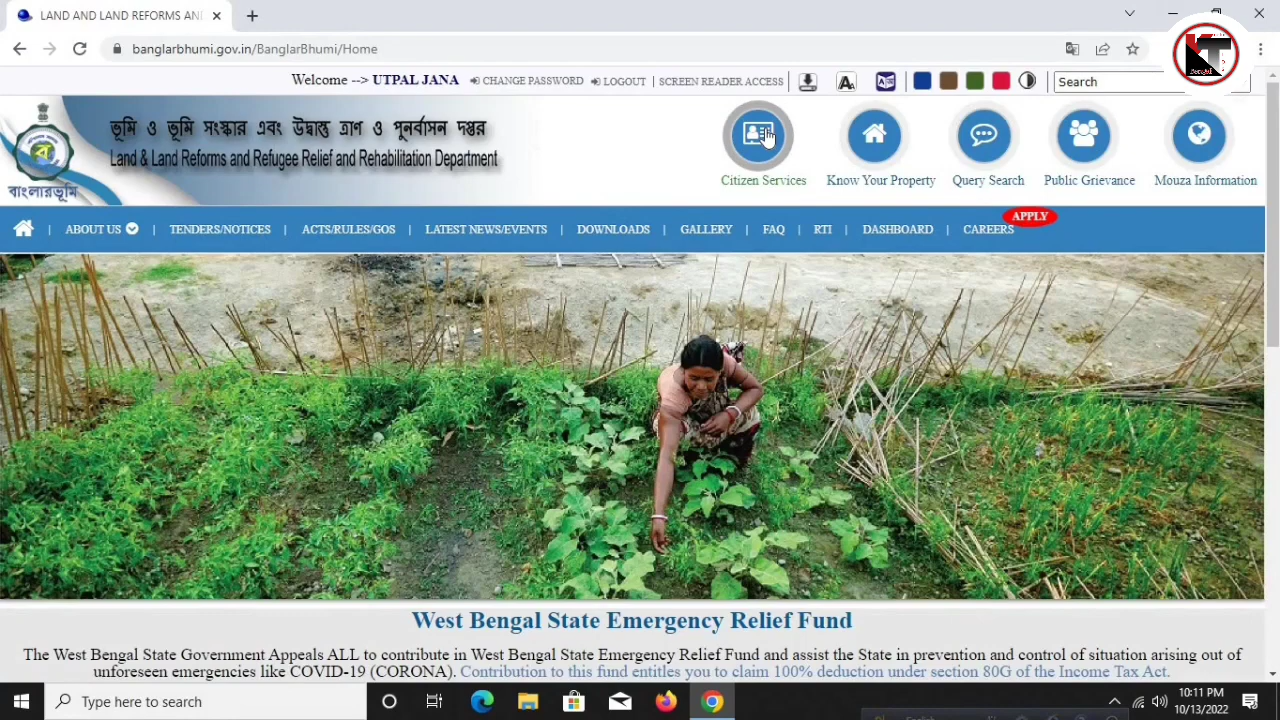 LAND AND LAND REFORMS AN
banglarbhumi.gov.in/BanglarBhumi/Home
Welcome --> UTPAL JANA CHANGE PASSWORD LOGOUT | SCREEN READER ACCESS
Search
ভূমি ও ভূমি সংস্কার এবং উদ্বাস্তু ত্রাণ ও পূনর্বাসন দপ্তর
Land & Land Reforms and Refugee Relief and Rehabilitation Department
বাংলারভূমি
Citizen Services
Know Your Property
Query Search
Public Grievance
Mouza Information
APPLY
ABOUT US | TENDERS/NOTICES | ACTS/RULES/GOS | LATEST NEWS/EVENTS | DOWNLOADS | GALLERY | FAQ | RTI | DASHBOARD | CAREERS
West Bengal State Emergency Relief Fund
The West Bengal State Government Appeals ALL to contribute in West Bengal State Emergency Relief Fund and assist the State in prevention and control of situation arising out of
unforeseen emergencies like COVID-19 (CORONA). Contribution to this fund entitles you to claim 100% deduction under section 80G of the Income Tax Act.
Type here to search
10:11 PM
10/13/2022